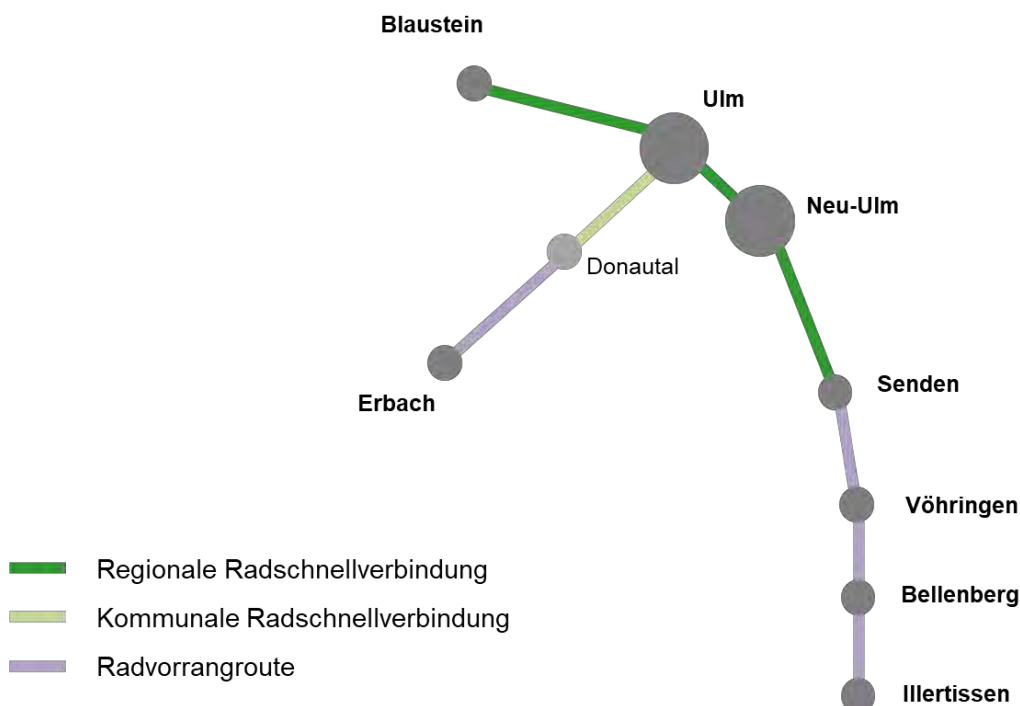 Blaustein
Ulm
Neu-Ulm
Donautal
Senden
Erbach
Vöhringen
Regionale Radschnellverbindung
Bellenberg
Kommunale Radschnellverbindung
Radvorrangroute
Illertissen